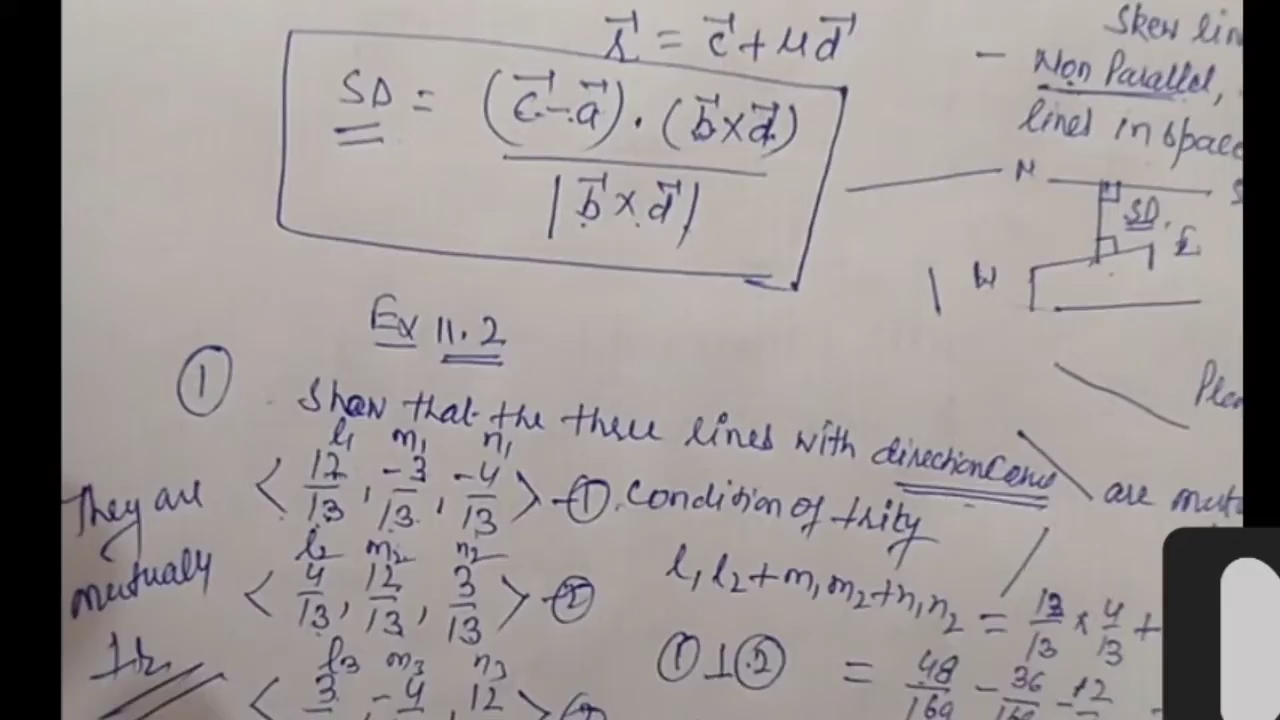 r⃗ = c⃗ + μd⃗
SD = (c⃗ - a⃗) · (b⃗ × d⃗)
|b⃗ × d⃗|
Skew lin
- Non Parallel,
lines in space
N S
SD
W E
Ex 11.2
① Show that the three lines with direction are mutu
l₁ m₁ n₁
< 12/13, -3/13, -4/13 > - ① Condition of
They are
mutually
l₂ m₂ n₂
< 4/13, 12/13, 3/13 > - ②
l₁l₂ + m₁m₂ + n₁n₂ = 12/13 × 4/13 +
① ⊥ ② = 48/169 - 36/169 - 12
l₃ m₃ n₃
< 3, -4, 12